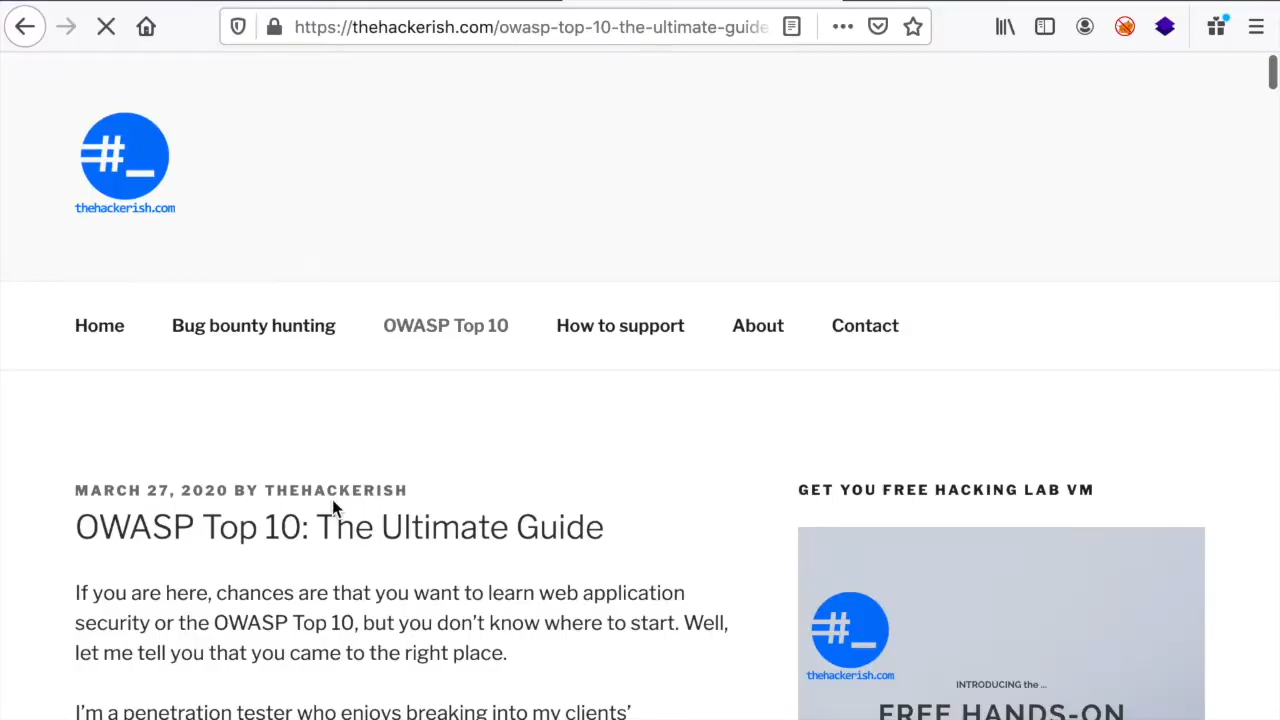 https://thehackerish.com/owasp-top-10-the-ultimate-guide
#_
thehackerish.com
Home Bug bounty hunting OWASP Top 10 How to support About Contact
MARCH 27, 2020 BY THEHACKERISH
OWASP Top 10: The Ultimate Guide
If you are here, chances are that you want to learn web application
security or the OWASP Top 10, but you don’t know where to start. Well,
let me tell you that you came to the right place.
I’m a penetration tester who enjoys breaking into my clients’
GET YOU FREE HACKING LAB VM
#_
thehackerish.com
INTRODUCING the ...
FREE HANDS-ON